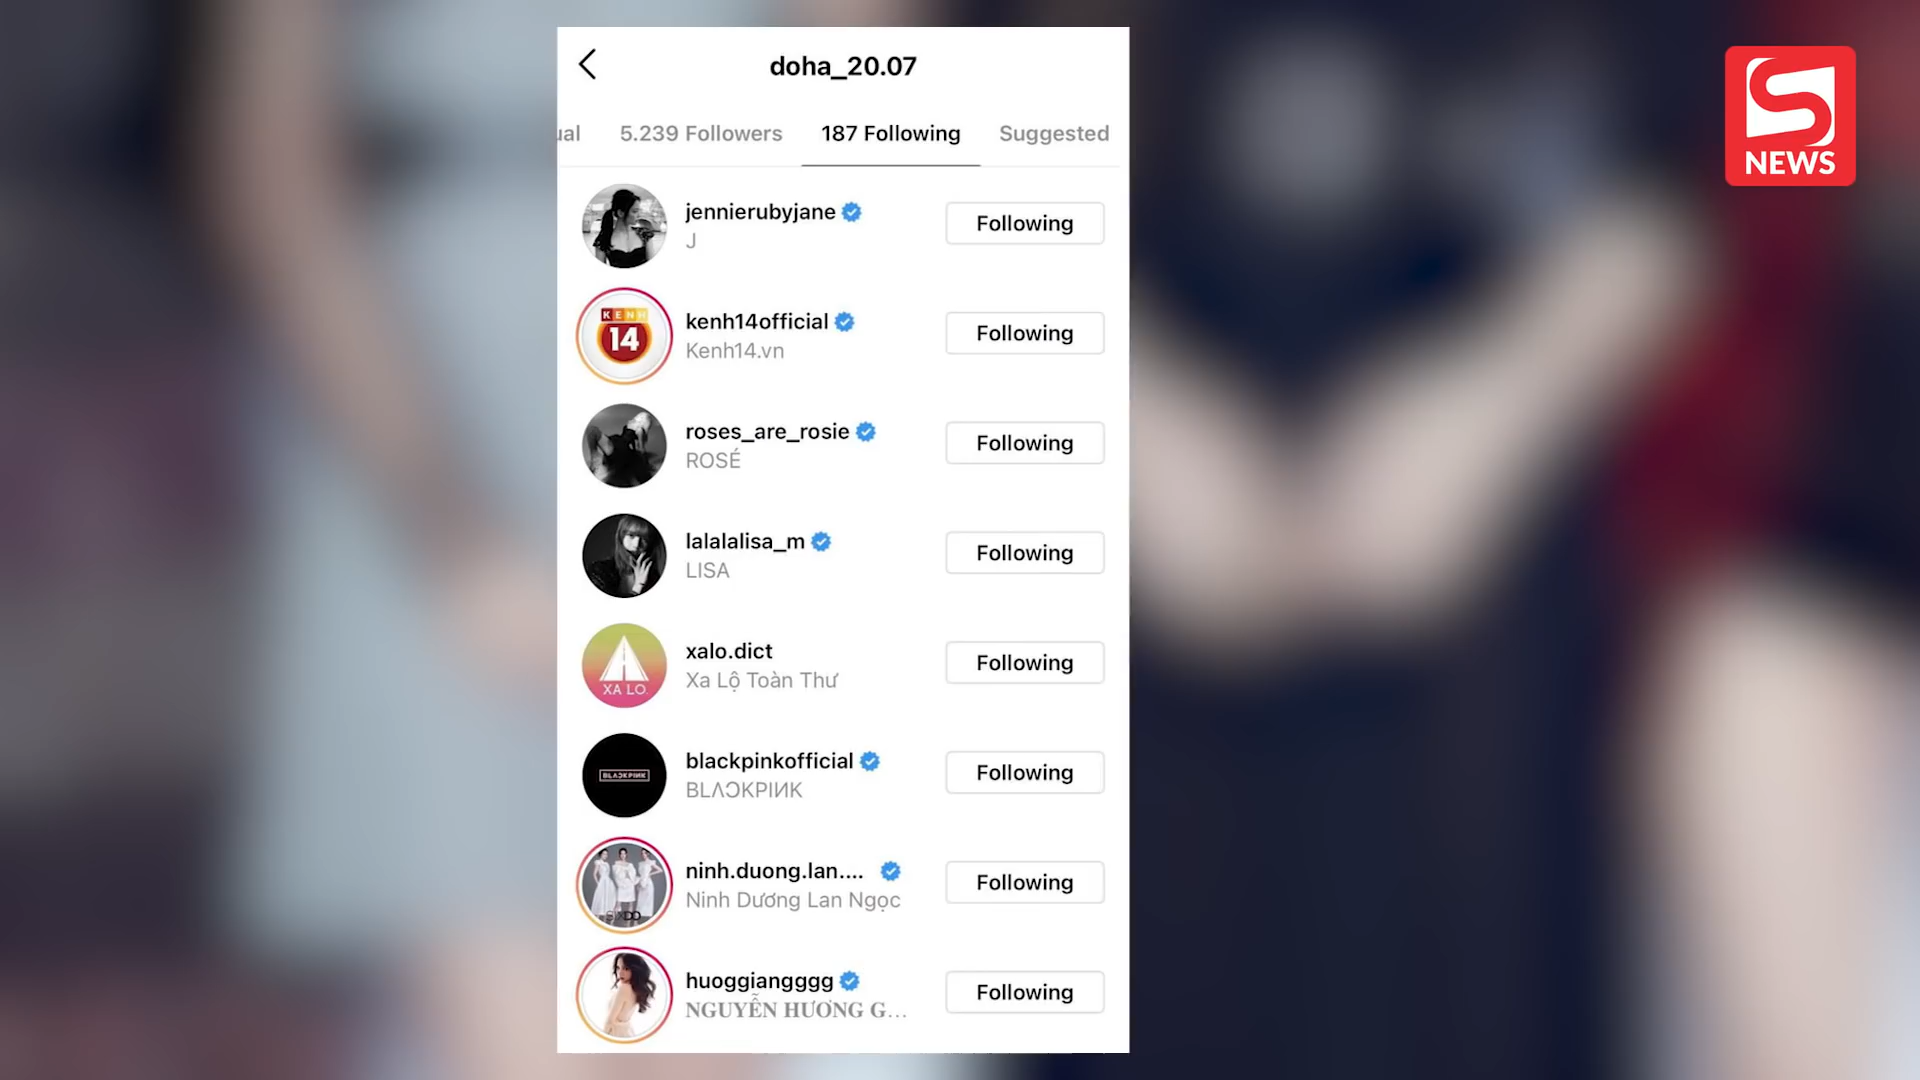 doha_20.07
ual 5.239 Followers 187 Following Suggested
S
NEWS
jennierubyjane Following
J
KENH
14
kenh14official Following
Kenh14.vn
roses_are_rosie Following
ROSÉ
lalalalisa_m Following
LISA
XA LO.
xalo.dict Following
Xa Lộ Toàn Thư
BLɅƆKPIИK
blackpinkofficial Following
BLɅƆKPIИK
ninh.duong.lan.... Following
Ninh Dương Lan Ngọc
huoggiangggg Following
NGUYỄN HƯƠNG G...